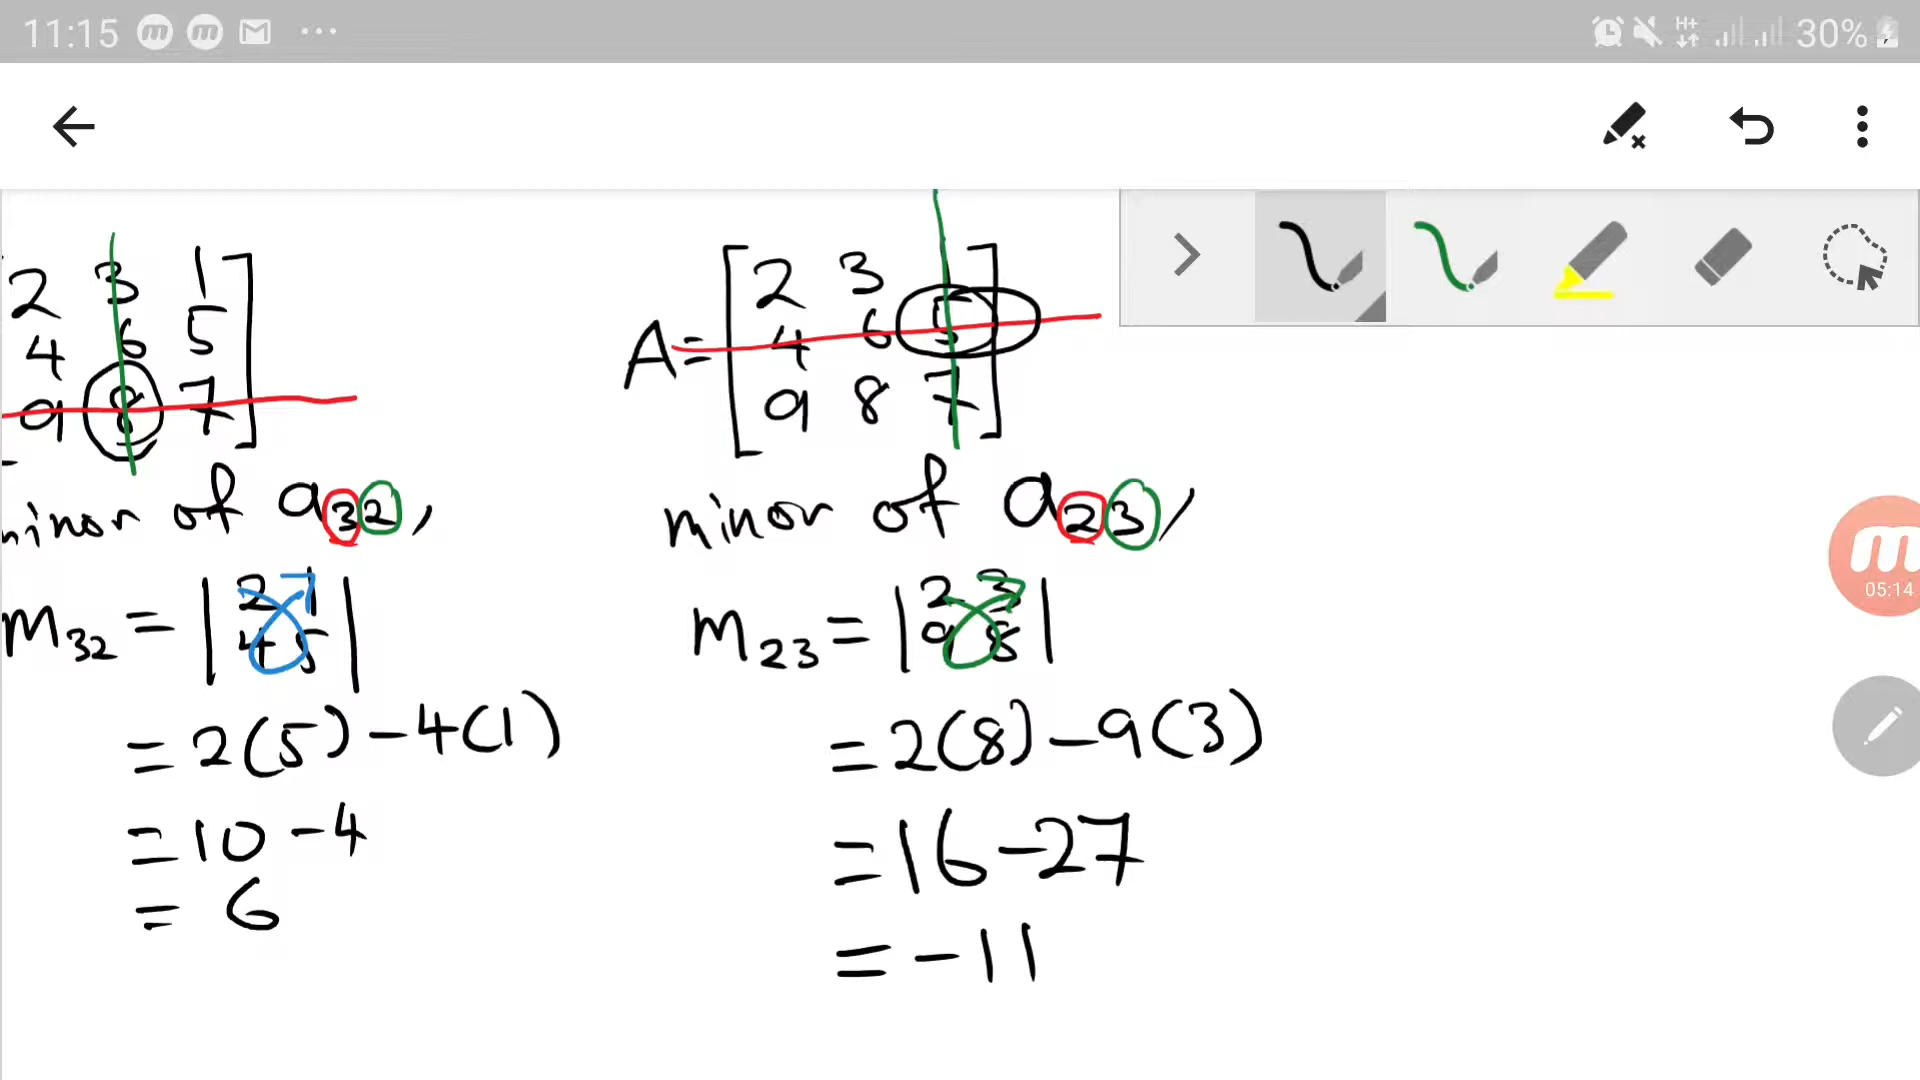 11:15 m m M ... H+ 30%
2 3 1
4 6 5
9 8 7
minor of a32,
M32 = | 2 1 |
| 4 5 |
= 2(5) - 4(1)
= 10 - 4
= 6
A = [ 2 3 1 ]
[ 4 6 5 ]
[ 9 8 7 ]
minor of a23,
M23 = | 2 3 |
| 9 8 |
= 2(8) - 9(3)
= 16 - 27
= -11
m
05:14